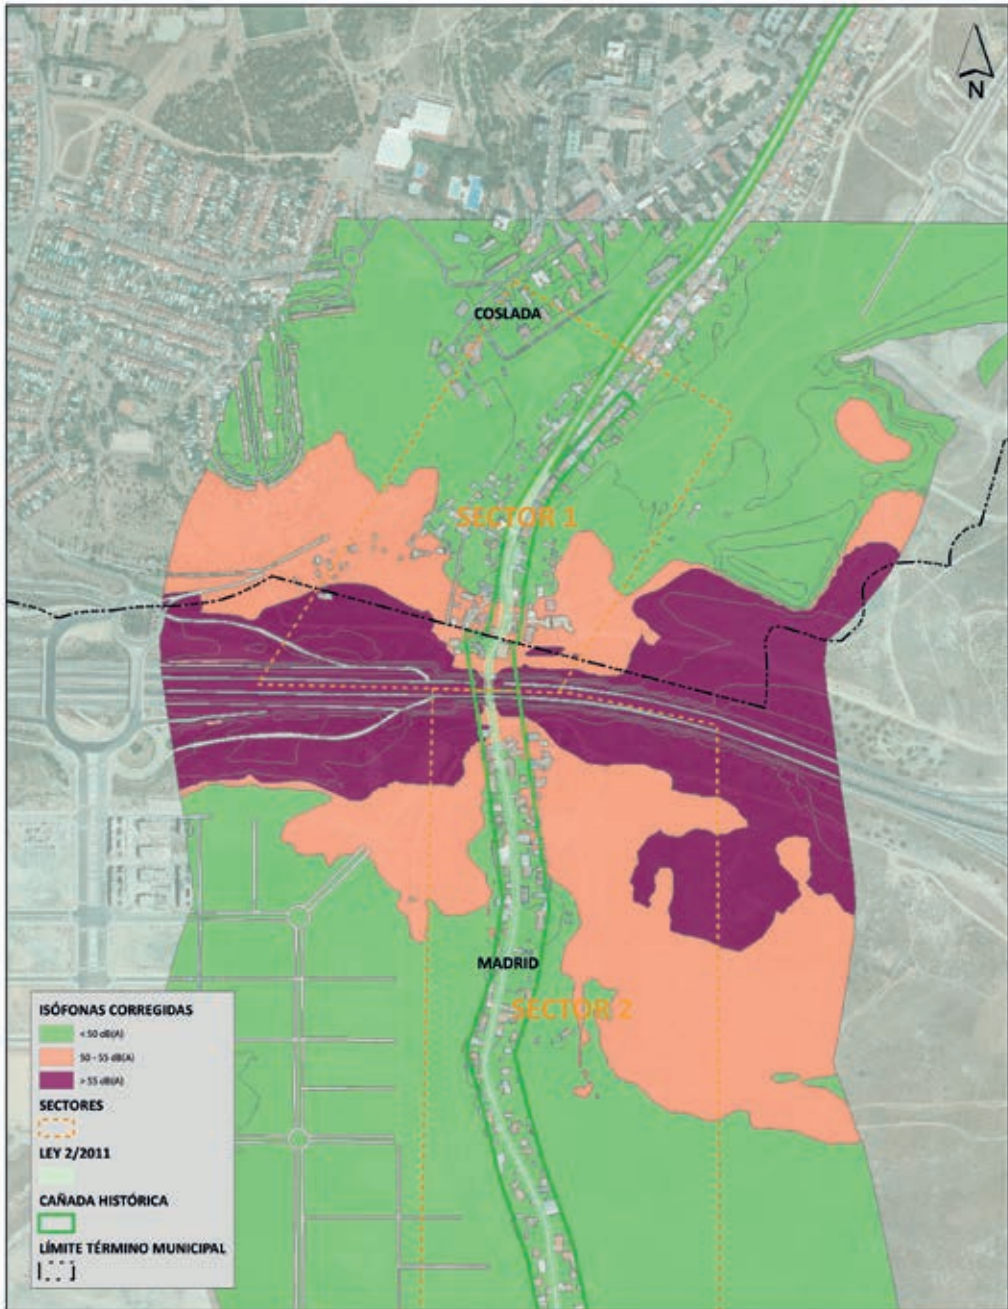 N
COSLADA
SECTOR 1
MADRID
SECTOR 2
ISÓFONAS CORREGIDAS
< 50 dB(A)
50 - 55 dB(A)
> 55 dB(A)
SECTORES
LEY 2/2011
CAÑADA HISTÓRICA
LÍMITE TÉRMINO MUNICIPAL